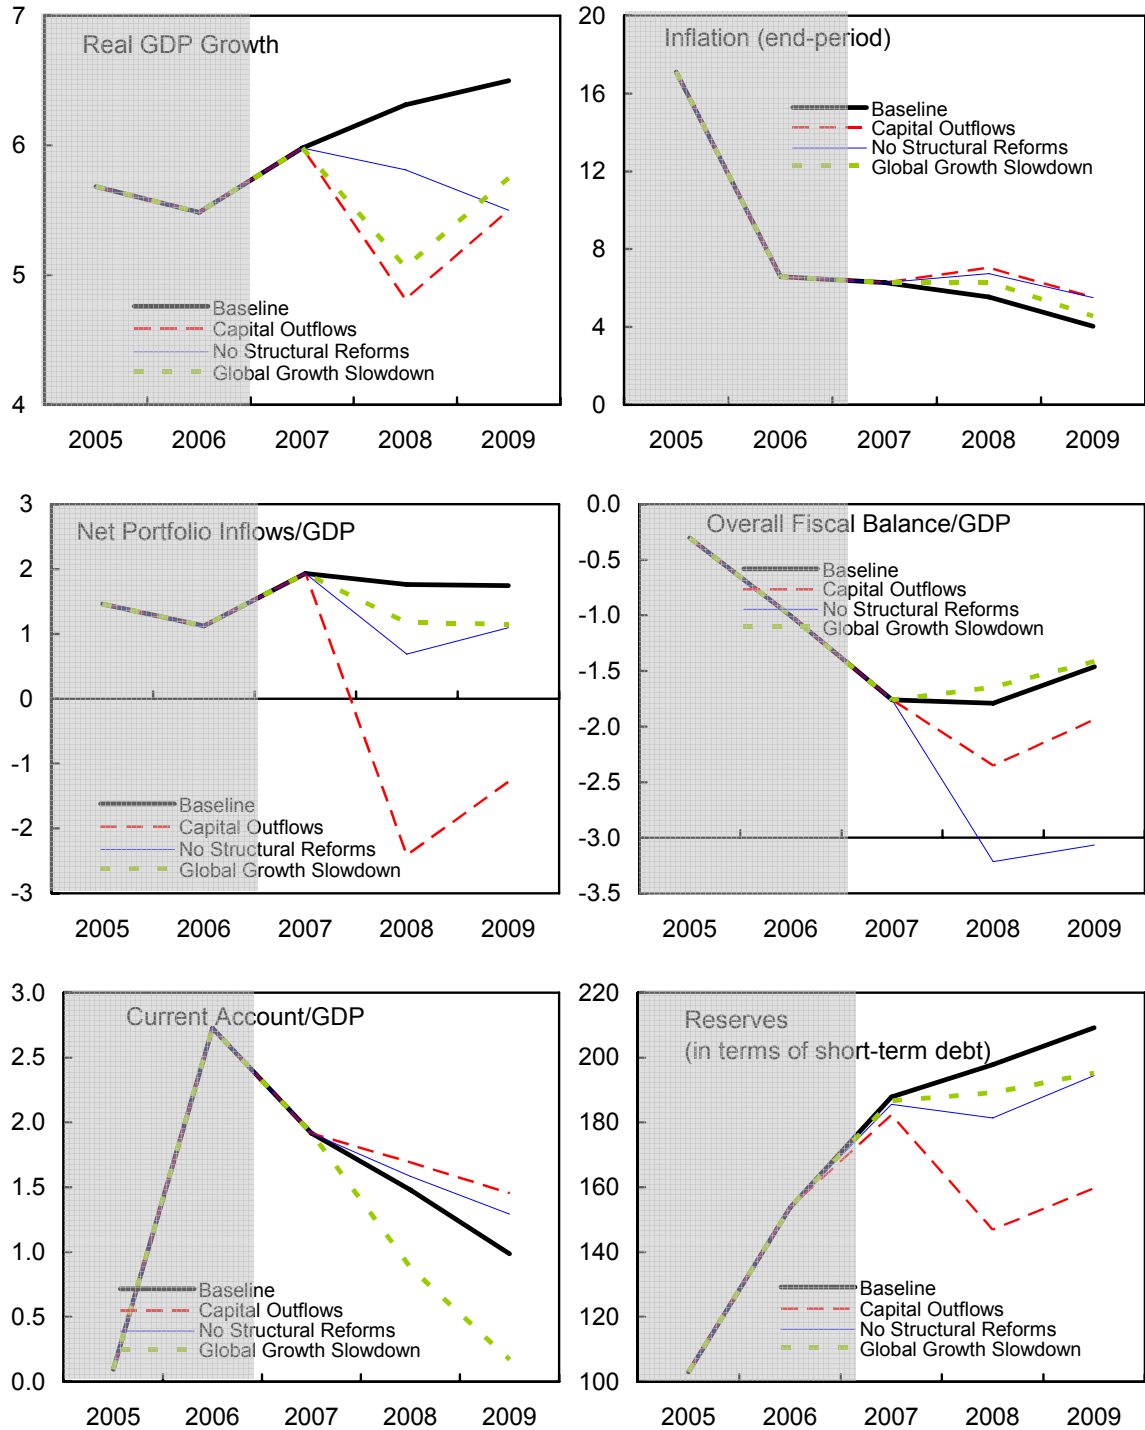 Real GDP Growth
7
6
5
4
Baseline
Capital Outflows
No Structural Reforms
Global Growth Slowdown
2005 2006 2007 2008 2009
Inflation (end-period)
20
16
12
8
4
0
Baseline
Capital Outflows
No Structural Reforms
Global Growth Slowdown
2005 2006 2007 2008 2009
Net Portfolio Inflows/GDP
3
2
1
0
-1
-2
-3
Baseline
Capital Outflows
No Structural Reforms
Global Growth Slowdown
2005 2006 2007 2008 2009
Overall Fiscal Balance/GDP
0.0
-0.5
-1.0
-1.5
-2.0
-2.5
-3.0
-3.5
Baseline
Capital Outflows
No Structural Reforms
Global Growth Slowdown
2005 2006 2007 2008 2009
Current Account/GDP
3.0
2.5
2.0
1.5
1.0
0.5
0.0
Baseline
Capital Outflows
No Structural Reforms
Global Growth Slowdown
2005 2006 2007 2008 2009
Reserves
(in terms of short-term debt)
220
200
180
160
140
120
100
Baseline
Capital Outflows
No Structural Reforms
Global Growth Slowdown
2005 2006 2007 2008 2009